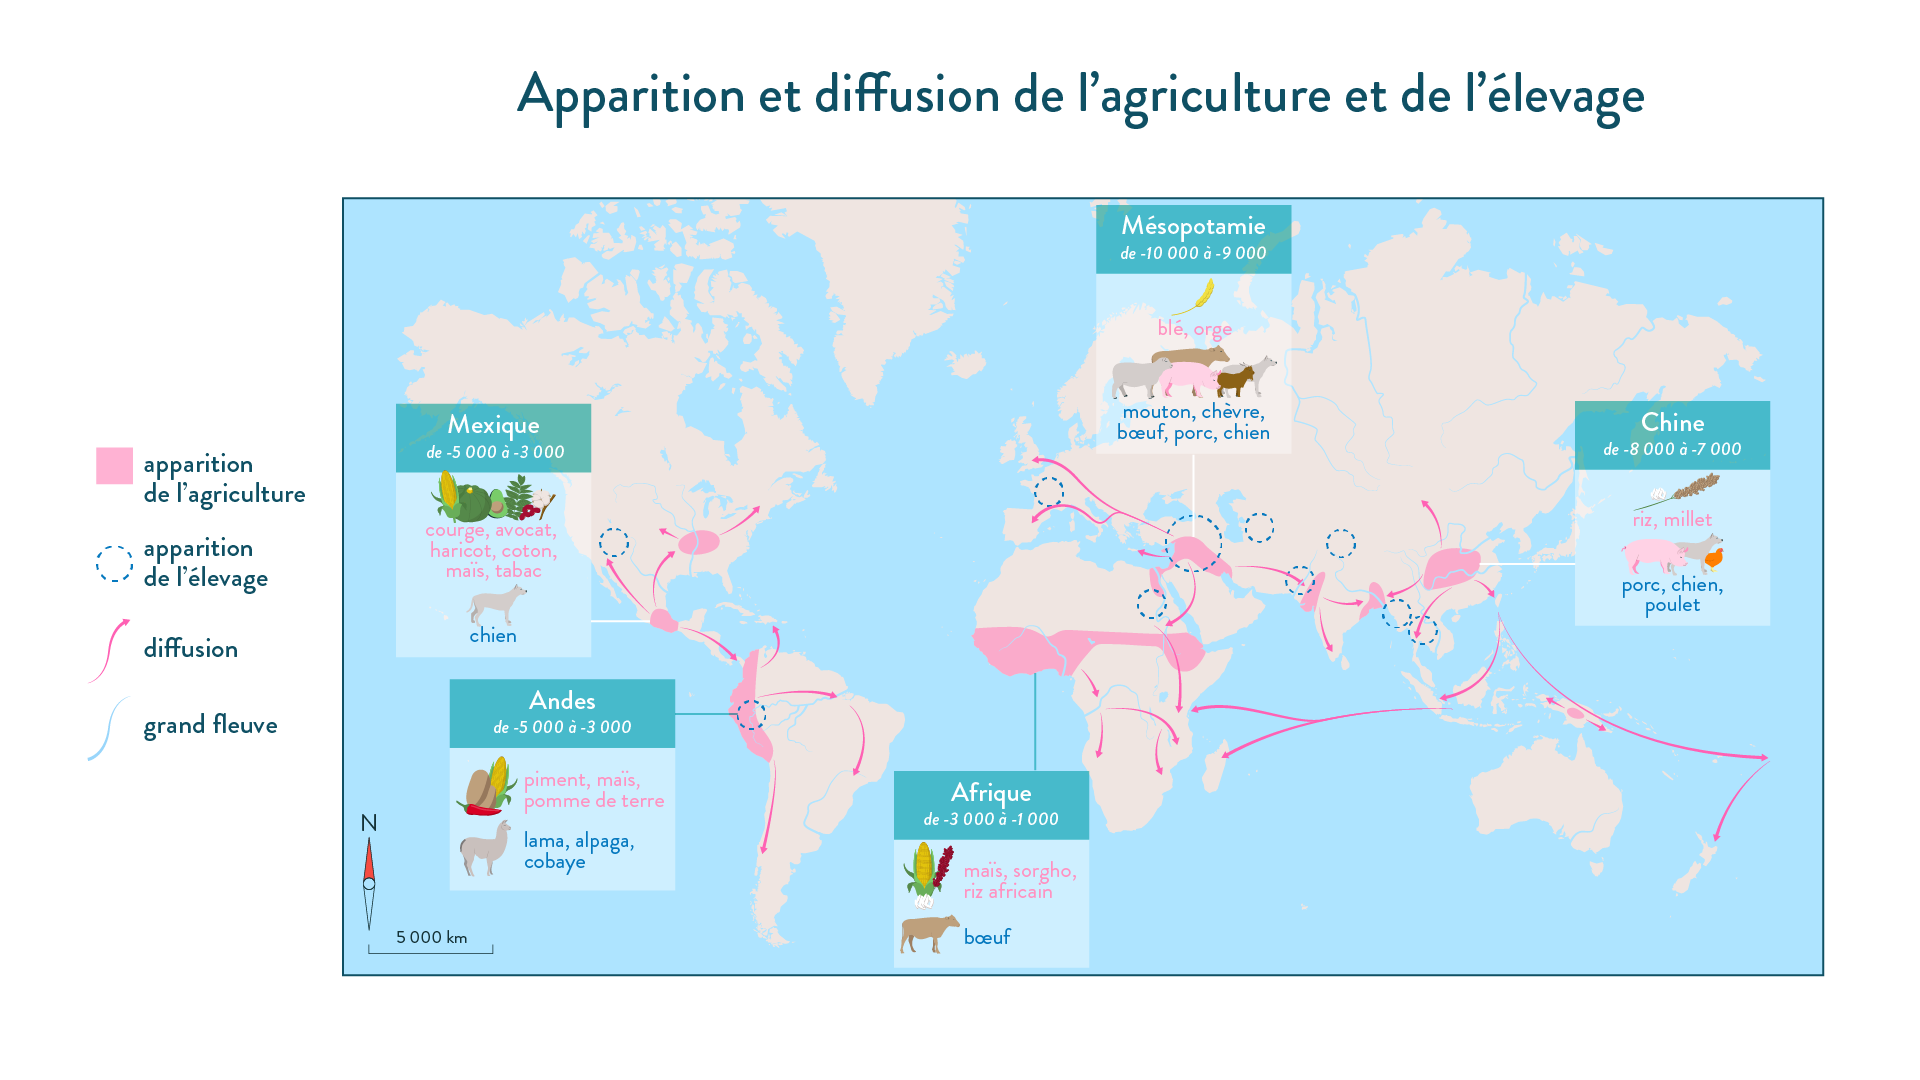 Apparition et diffusion de l’agriculture et de l’élevage
apparition
de l’agriculture
apparition
de l’élevage
diffusion
grand fleuve
Mésopotamie
de -10 000 à -9 000
blé, orge
mouton, chèvre,
bœuf, porc, chien
Mexique
de -5 000 à -3 000
courge, avocat,
haricot, coton,
maïs, tabac
chien
Chine
de -8 000 à -7 000
riz, millet
porc, chien,
poulet
Andes
de -5 000 à -3 000
piment, maïs,
pomme de terre
lama, alpaga,
cobaye
Afrique
de -3 000 à -1 000
maïs, sorgho,
riz africain
bœuf
N
5 000 km